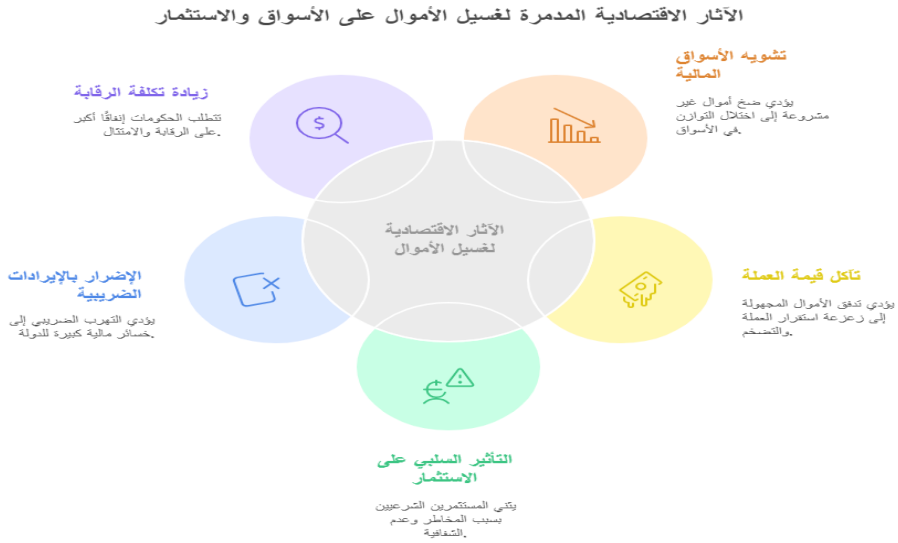 الآثار الاقتصادية المدمرة لغسيل الأموال على الأسواق والاستثمار
تشويه الأسواق
المالية
يؤدي ضخ أموال غير
مشروعة إلى اختلال التوازن
في الأسواق.
زيادة تكلفة الرقابة
تتطلب الحكومات إنفاقًا أكبر
على الرقابة والامتثال.
الآثار الاقتصادية
لغسيل الأموال
تآكل قيمة العملة
يؤدي تدفق الأموال المجهولة
إلى زعزعة استقرار العملة
والتضخم.
الإضرار بالإيرادات
الضريبية
يؤدي التهرب الضريبي إلى
خسائر مالية كبيرة للدولة.
التأثير السلبي على
الاستثمار
يثني المستثمرين الشرعيين
بسبب المخاطر وعدم
الشفافية.